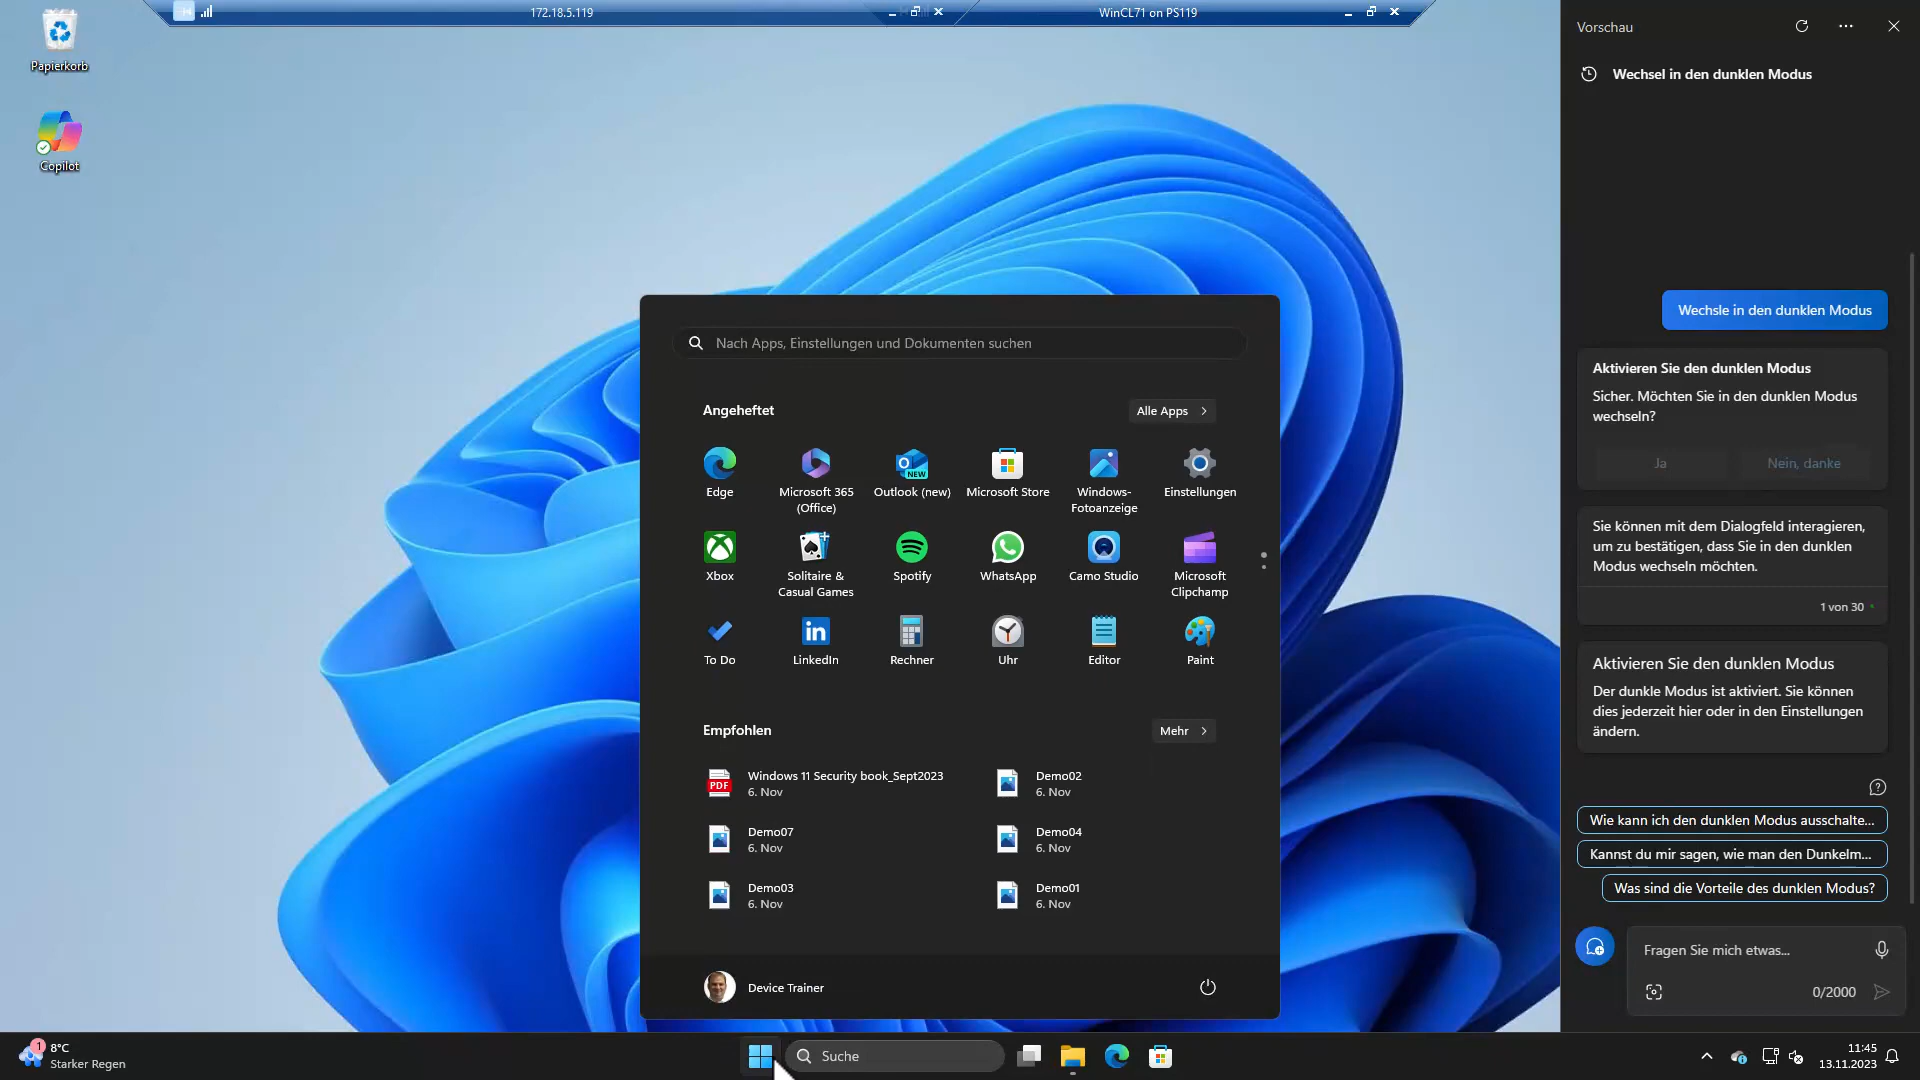 172.18.5.119
WinCL71 on PS119
Papierkorb
Copilot
Nach Apps, Einstellungen und Dokumenten suchen
Angeheftet
Alle Apps
Edge
Microsoft 365
(Office)
Outlook (new)
Microsoft Store
Windows-
Fotoanzeige
Einstellungen
Xbox
Solitaire &
Casual Games
Spotify
WhatsApp
Camo Studio
Microsoft
Clipchamp
To Do
LinkedIn
Rechner
Uhr
Editor
Paint
Empfohlen
Mehr
PDF
Windows 11 Security book_Sept2023
6. Nov
Demo02
6. Nov
Demo07
6. Nov
Demo04
6. Nov
Demo03
6. Nov
Demo01
6. Nov
Device Trainer
Vorschau
Wechsel in den dunklen Modus
Wechsle in den dunklen Modus
Aktivieren Sie den dunklen Modus
Sicher. Möchten Sie in den dunklen Modus
wechseln?
Ja
Nein, danke
Sie können mit dem Dialogfeld interagieren,
um zu bestätigen, dass Sie in den dunklen
Modus wechseln möchten.
1 von 30
Aktivieren Sie den dunklen Modus
Der dunkle Modus ist aktiviert. Sie können
dies jederzeit hier oder in den Einstellungen
ändern.
Wie kann ich den dunklen Modus ausschalte...
Kannst du mir sagen, wie man den Dunkelm...
Was sind die Vorteile des dunklen Modus?
Fragen Sie mich etwas...
0/2000
1
8°C
Starker Regen
Suche
11:45
13.11.2023